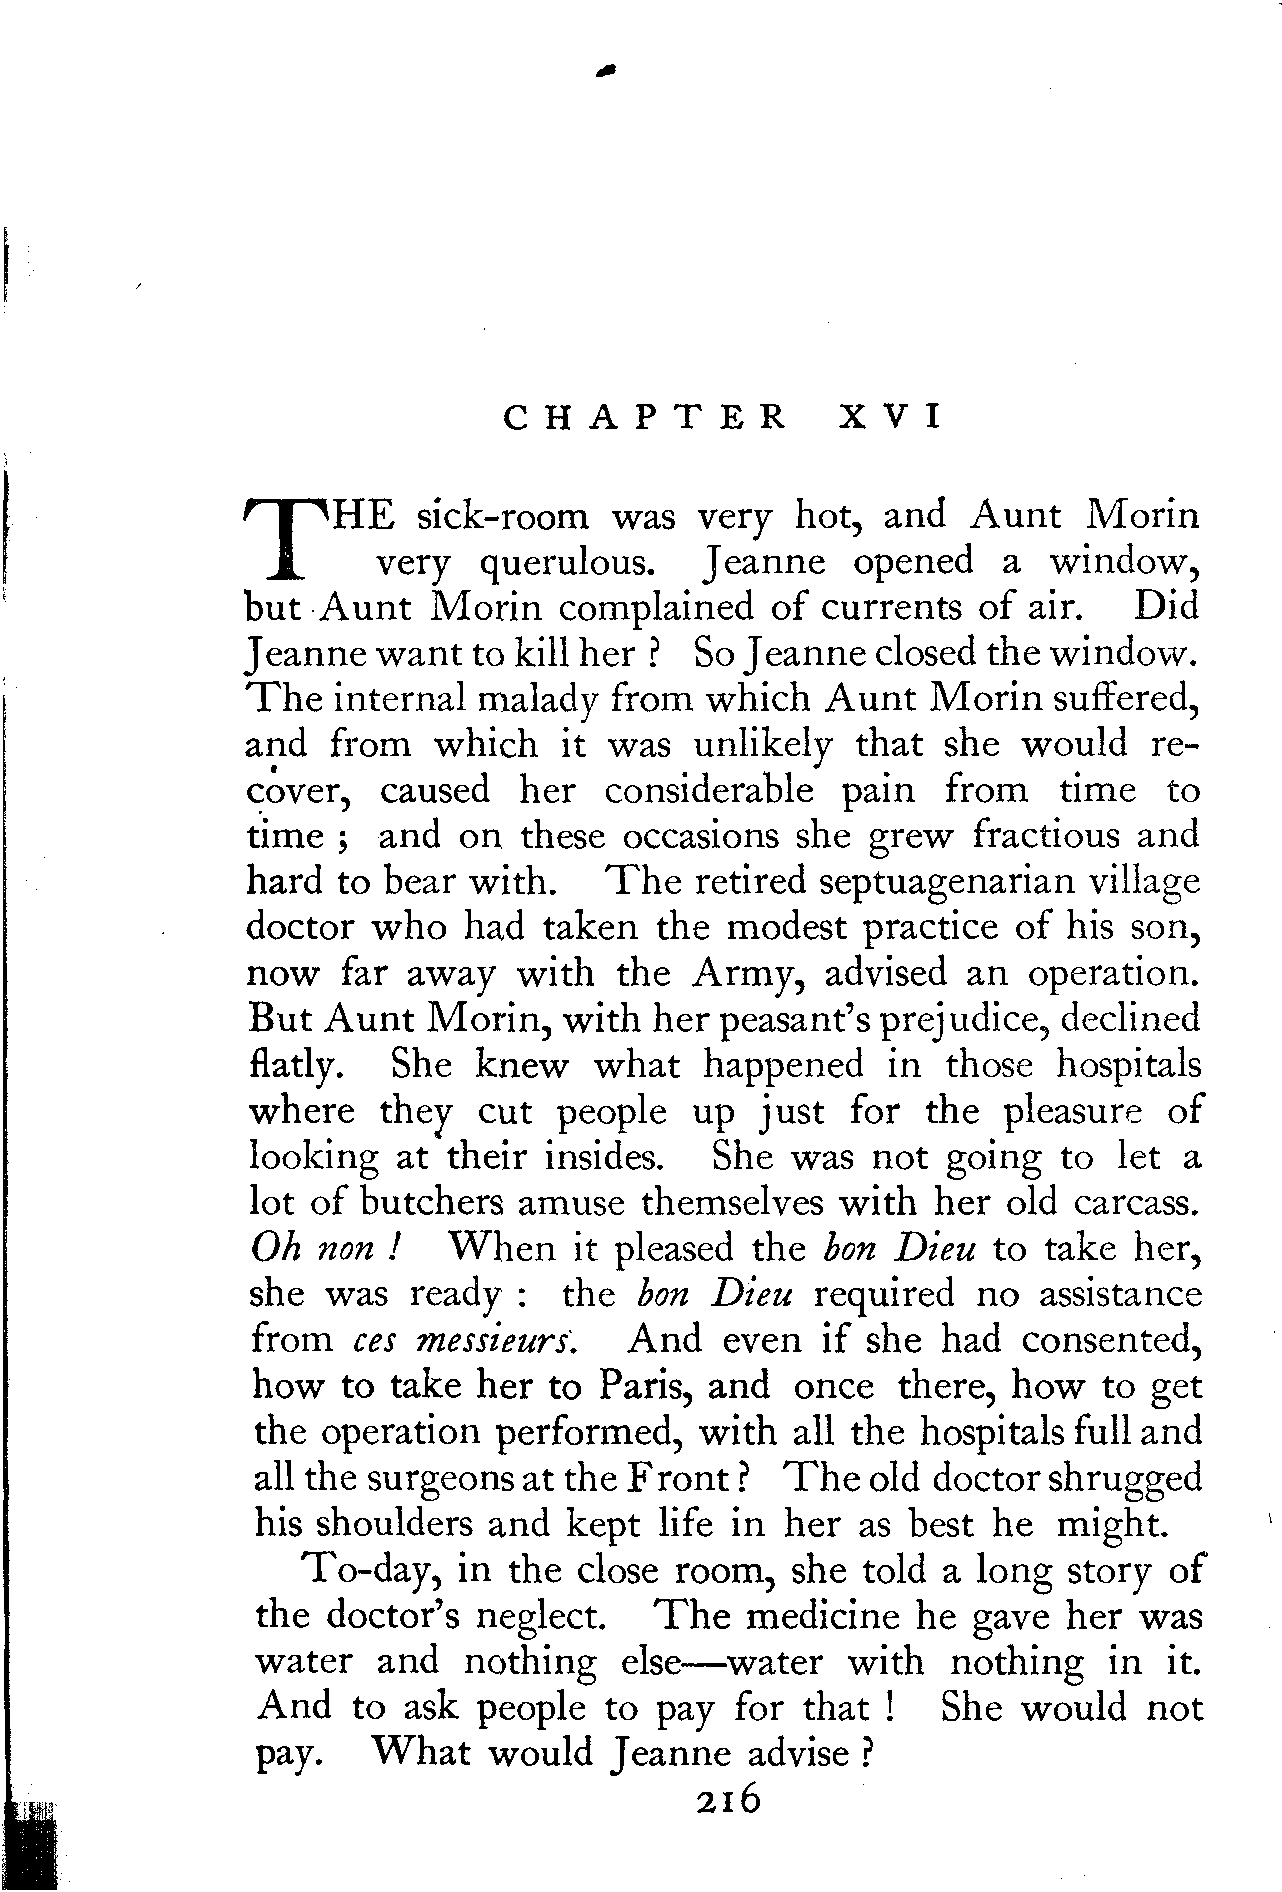 CHAPTER XVI
THE sick-room was very hot, and Aunt Morin
very querulous. Jeanne opened a window,
but Aunt Morin complained of currents of air. Did
Jeanne want to kill her ? So Jeanne closed the window.
The internal malady from which Aunt Morin suffered,
and from which it was unlikely that she would re-
cover, caused her considerable pain from time to
time ; and on these occasions she grew fractious and
hard to bear with. The retired septuagenarian village
doctor who had taken the modest practice of his son,
now far away with the Army, advised an operation.
But Aunt Morin, with her peasant's prejudice, declined
flatly. She knew what happened in those hospitals
where they cut people up just for the pleasure of
looking at their insides. She was not going to let a
lot of butchers amuse themselves with her old carcass.
Oh non ! When it pleased the bon Dieu to take her,
she was ready : the bon Dieu required no assistance
from ces messieurs. And even if she had consented,
how to take her to Paris, and once there, how to get
the operation performed, with all the hospitals full and
all the surgeons at the Front ? The old doctor shrugged
his shoulders and kept life in her as best he might.
To-day, in the close room, she told a long story of
the doctor's neglect. The medicine he gave her was
water and nothing else—water with nothing in it.
And to ask people to pay for that ! She would not
pay. What would Jeanne advise ?
216